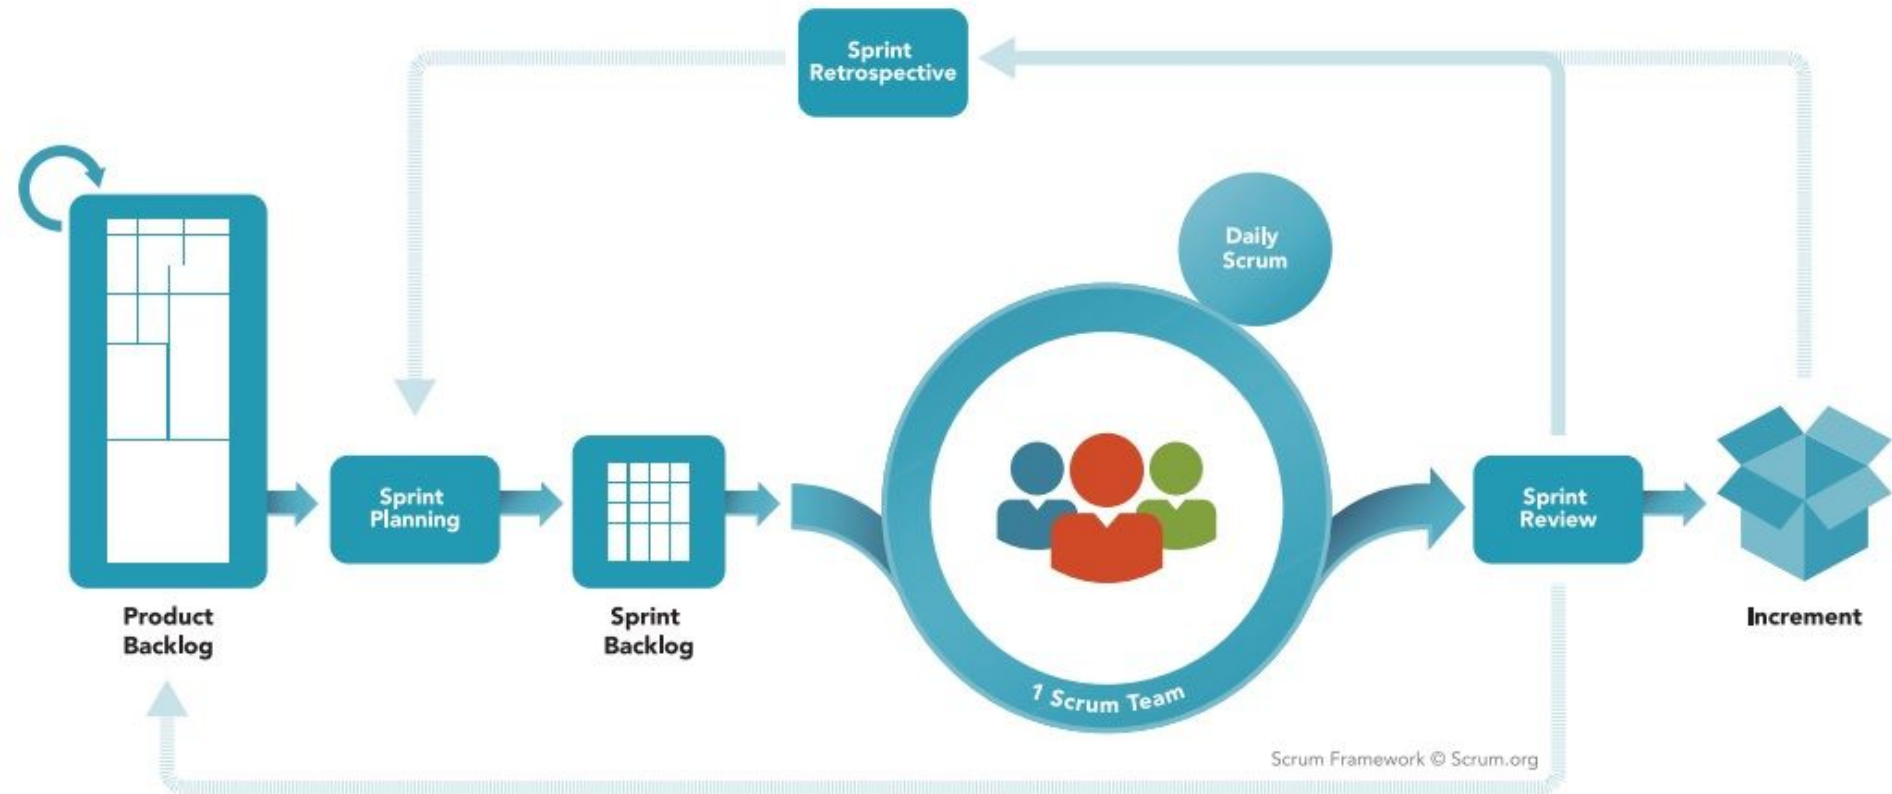 Sprint
Retrospective
Daily
Scrum
Sprint
Planning
Sprint
Review
Product
Backlog
Sprint
Backlog
Increment
1 Scrum Team
Scrum Framework © Scrum.org